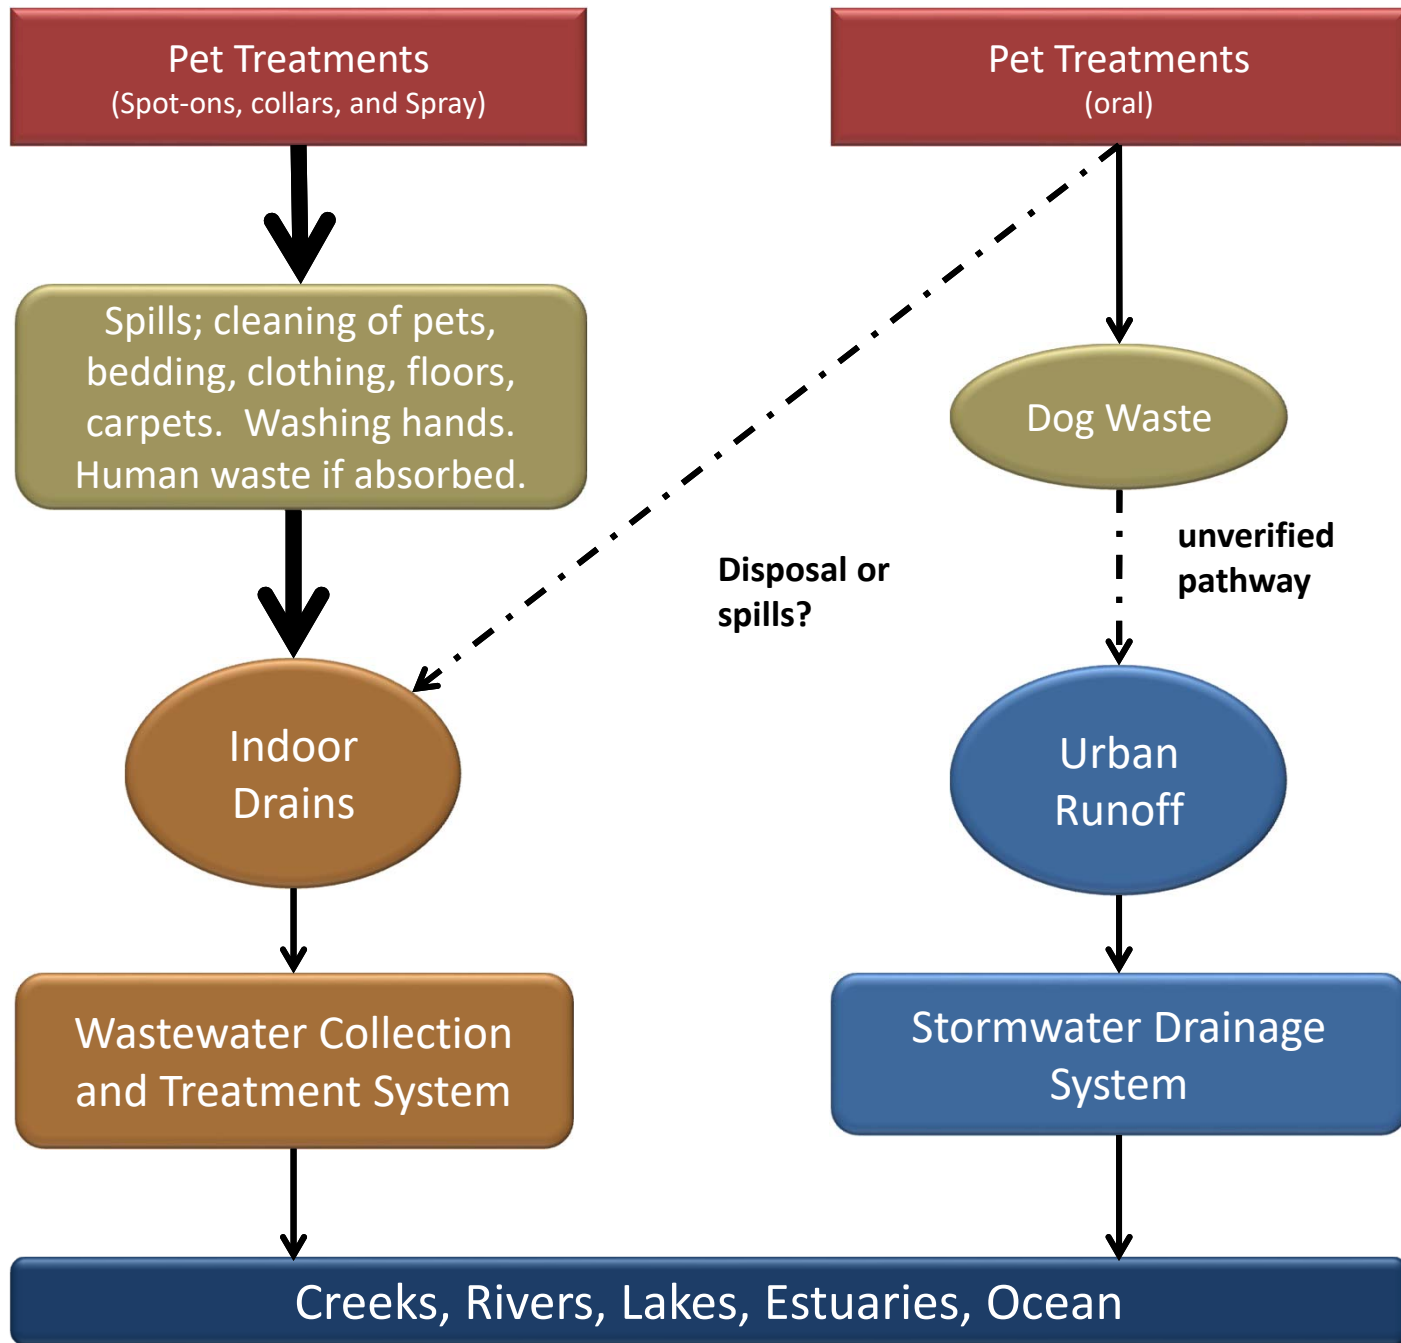 Pet Treatments
(Spot-ons, collars, and Spray)
Pet Treatments
(oral)
Spills; cleaning of pets,
bedding, clothing, floors,
carpets.  Washing hands.
Human waste if absorbed.
Dog Waste
Disposal or
spills?
unverified
pathway
Indoor
Drains
Urban
Runoff
Wastewater Collection
and Treatment System
Stormwater Drainage
System
Creeks, Rivers, Lakes, Estuaries, Ocean